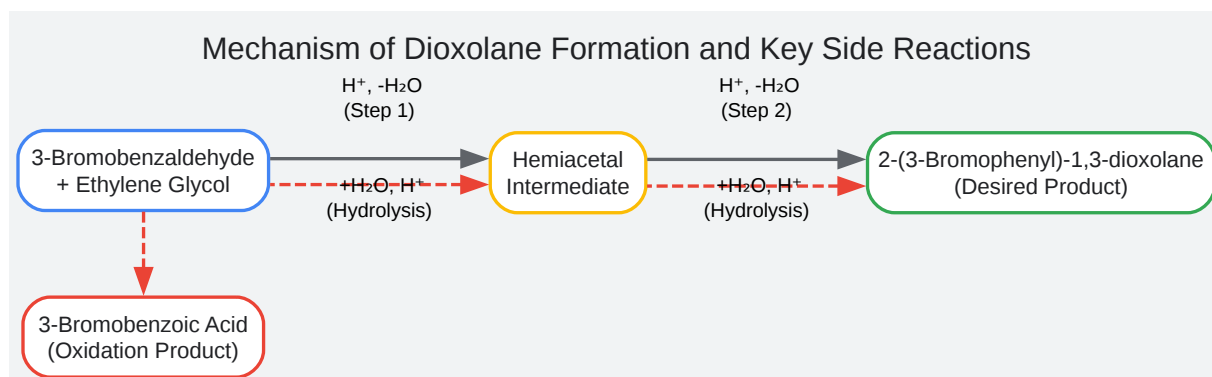 Mechanism of Dioxolane Formation and Key Side Reactions
H⁺, -H₂O
(Step 1)
H⁺, -H₂O
(Step 2)
3-Bromobenzaldehyde
+ Ethylene Glycol
Hemiacetal
Intermediate
2-(3-Bromophenyl)-1,3-dioxolane
(Desired Product)
+H₂O, H⁺
(Hydrolysis)
+H₂O, H⁺
(Hydrolysis)
3-Bromobenzoic Acid
(Oxidation Product)